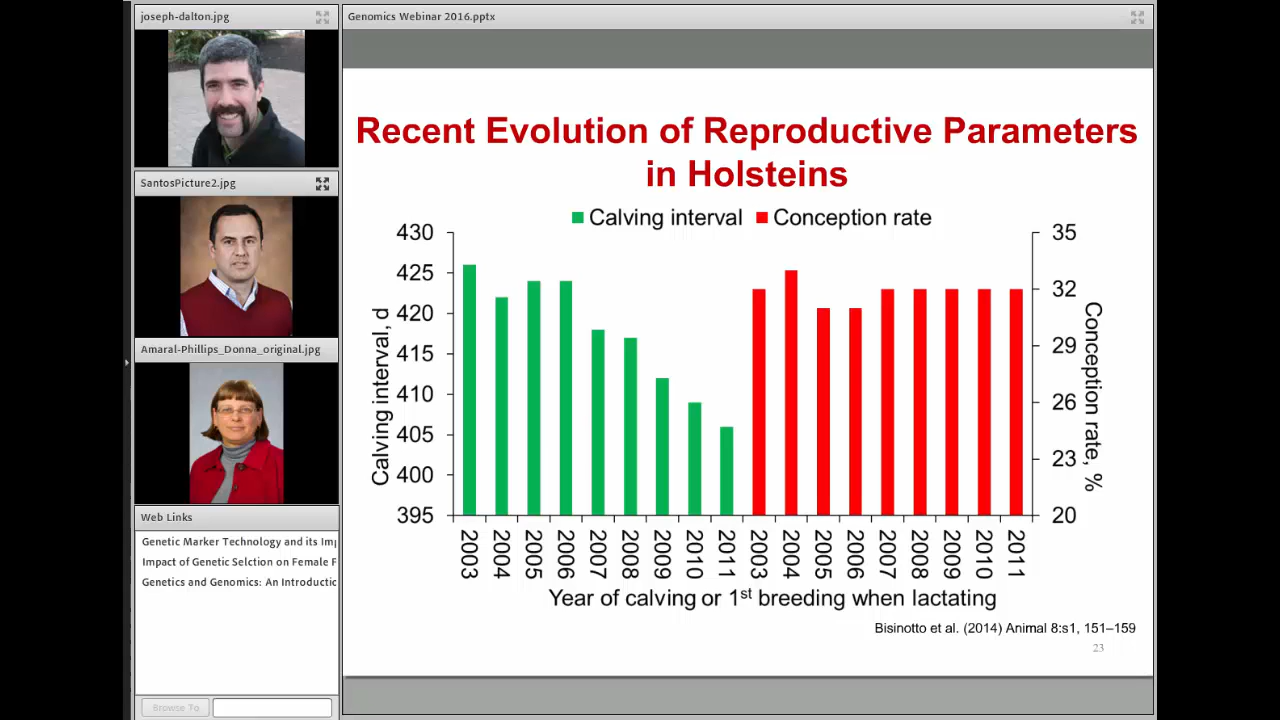 joseph-dalton.jpg
SantosPicture2.jpg
Amaral-Phillips_Donna_original.jpg
Web Links
Genetic Marker Technology and its Imp
Impact of Genetic Selction on Female F
Genetics and Genomics: An Introductic
Browse To
Genomics Webinar 2016.pptx
Recent Evolution of Reproductive Parameters
in Holsteins
Calving interval Conception rate
Calving interval, d
430
425
420
415
410
405
400
395
35
32
29
26
23
20
Conception rate, %
2003 2004 2005 2006 2007 2008 2009 2010 2011 2003 2004 2005 2006 2007 2008 2009 2010 2011
Year of calving or 1st breeding when lactating
Bisinotto et al. (2014) Animal 8:s1, 151–159
23